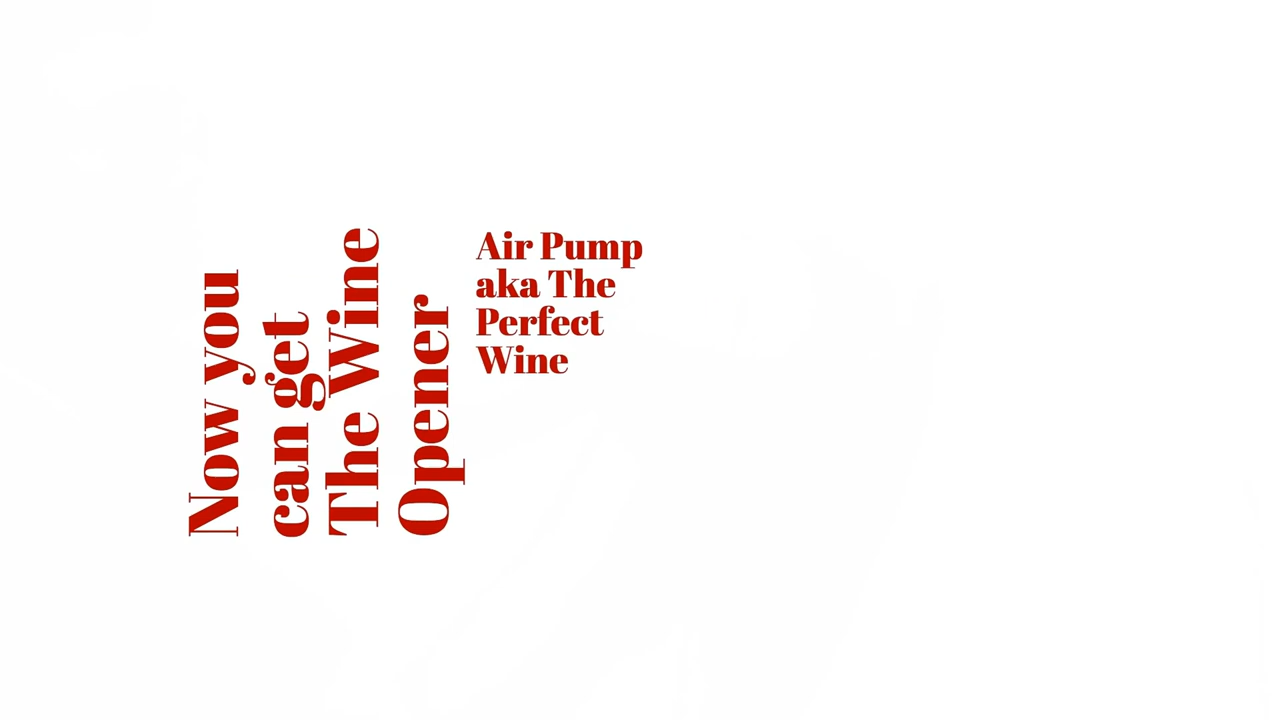 Now you
can get
The Wine
Opener
Air Pump
aka The
Perfect
Wine